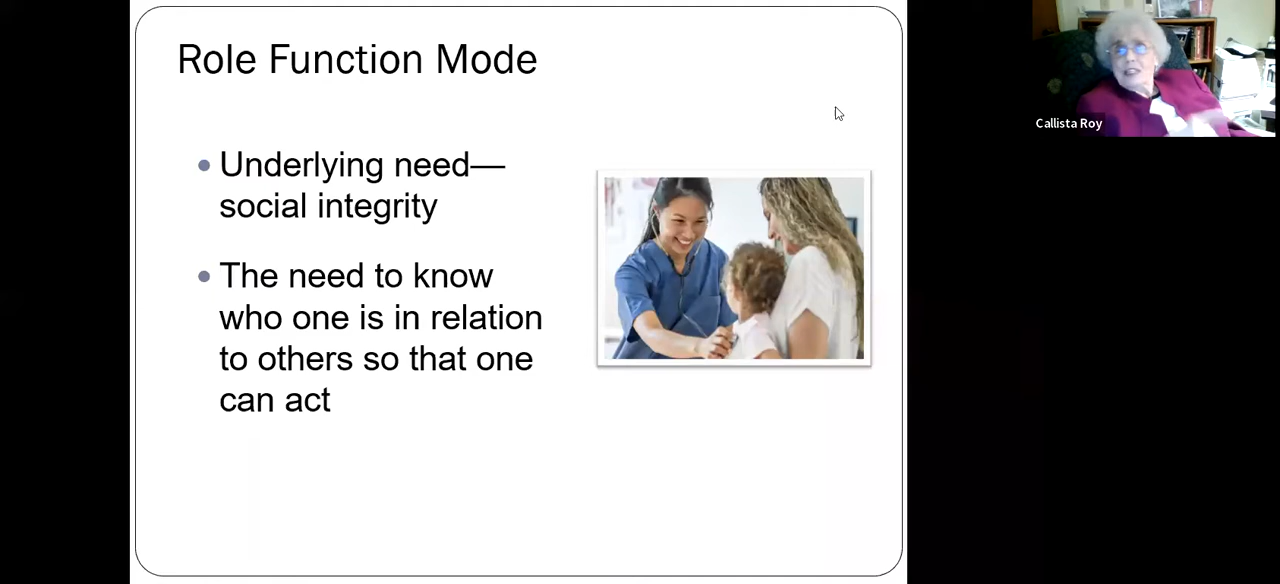 Role Function Mode
• Underlying need—
social integrity
• The need to know
who one is in relation
to others so that one
can act
Callista Roy